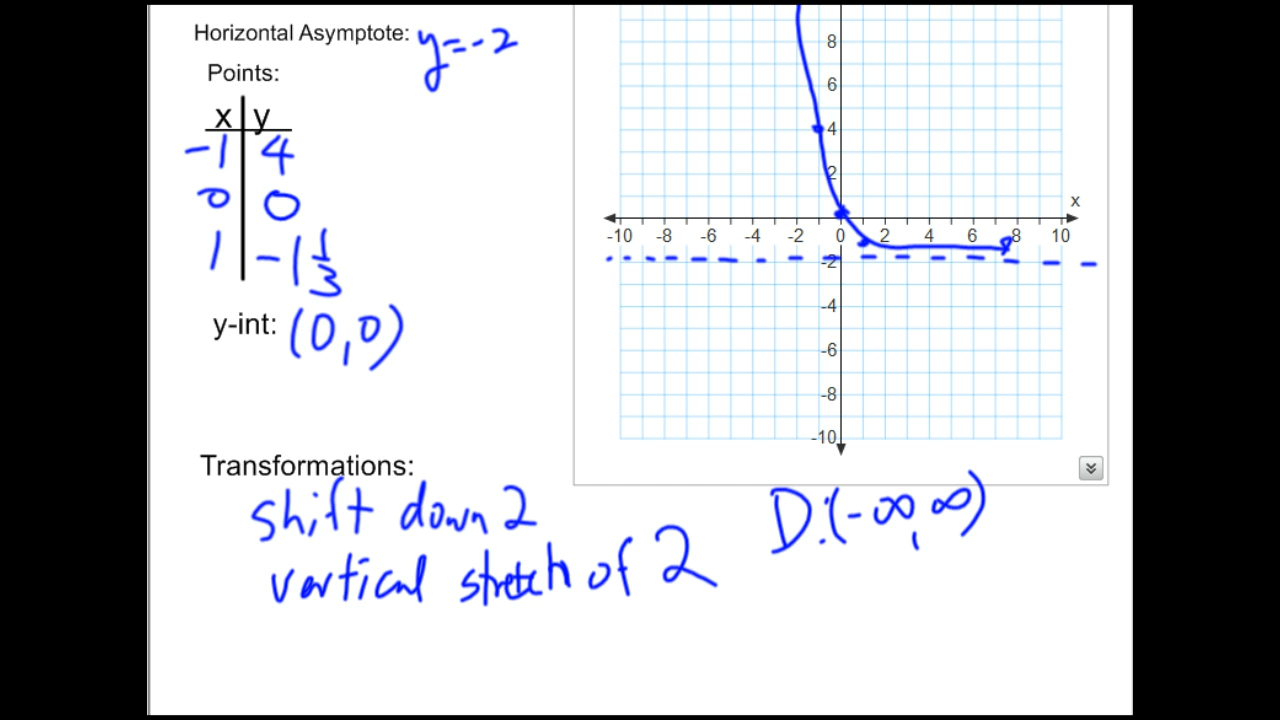 Horizontal Asymptote: y=-2
Points:
x y
-1 4
0 0
1 -1 1/3
y-int: (0,0)
8
6
4
2
x
-10 -8 -6 -4 -2 0 2 4 6 8 10
-2
-4
-6
-8
-10
Transformations:
shift down 2
vertical stretch of 2
D:(-∞,∞)